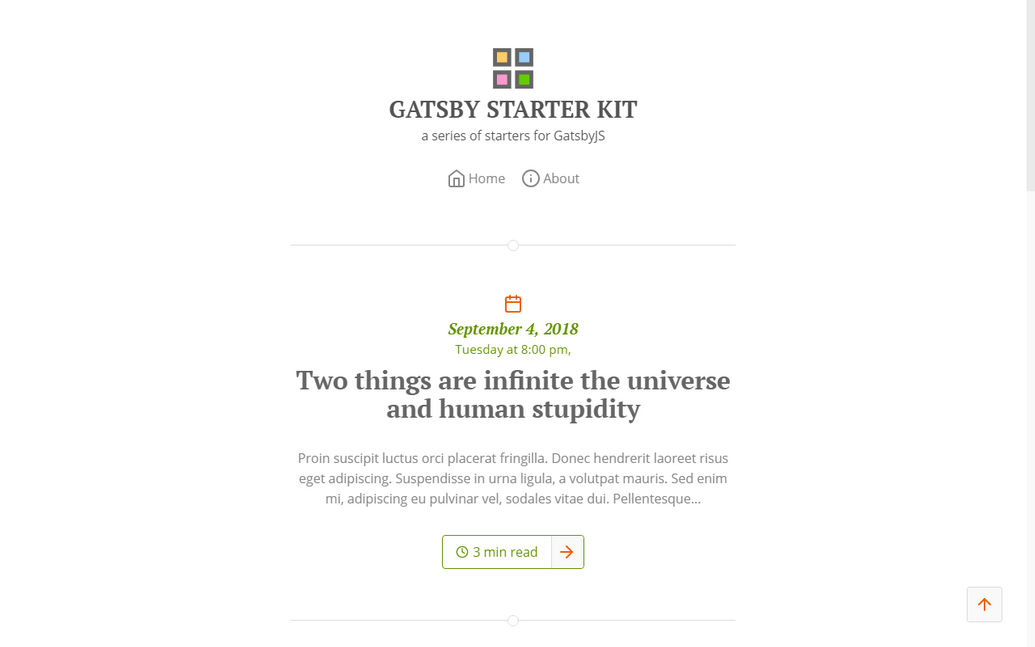 GATSBY STARTER KIT
a series of starters for GatsbyJS
Home About
September 4, 2018
Tuesday at 8:00 pm,
Two things are infinite the universe
and human stupidity
Proin suscipit luctus orci placerat fringilla. Donec hendrerit laoreet risus
eget adipiscing. Suspendisse in urna ligula, a volutpat mauris. Sed enim
mi, adipiscing eu pulvinar vel, sodales vitae dui. Pellentesque...
3 min read